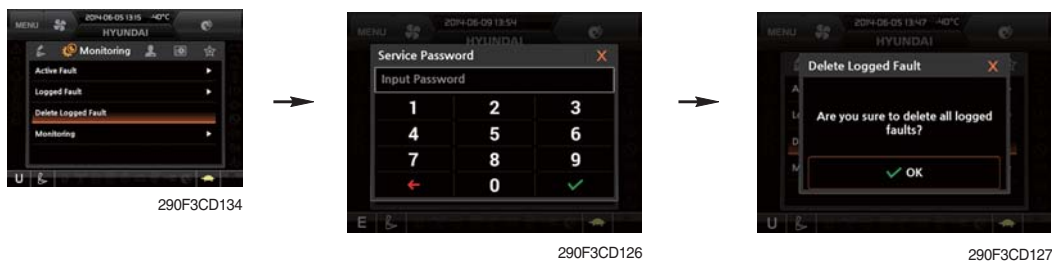 MENU
2014-06-05 13:15 -40°C
HYUNDAI
Monitoring
Active Fault
Logged Fault
Delete Logged Fault
Monitoring
U
290F3CD134
MENU
2014-06-09 13:54
HYUNDAI
Service Password X
Input Password
1 2 3
4 5 6
7 8 9
0
E
290F3CD126
MENU
2014-06-05 13:47 -40°C
HYUNDAI
Delete Logged Fault X
Are you sure to delete all logged
faults?
OK
U
290F3CD127